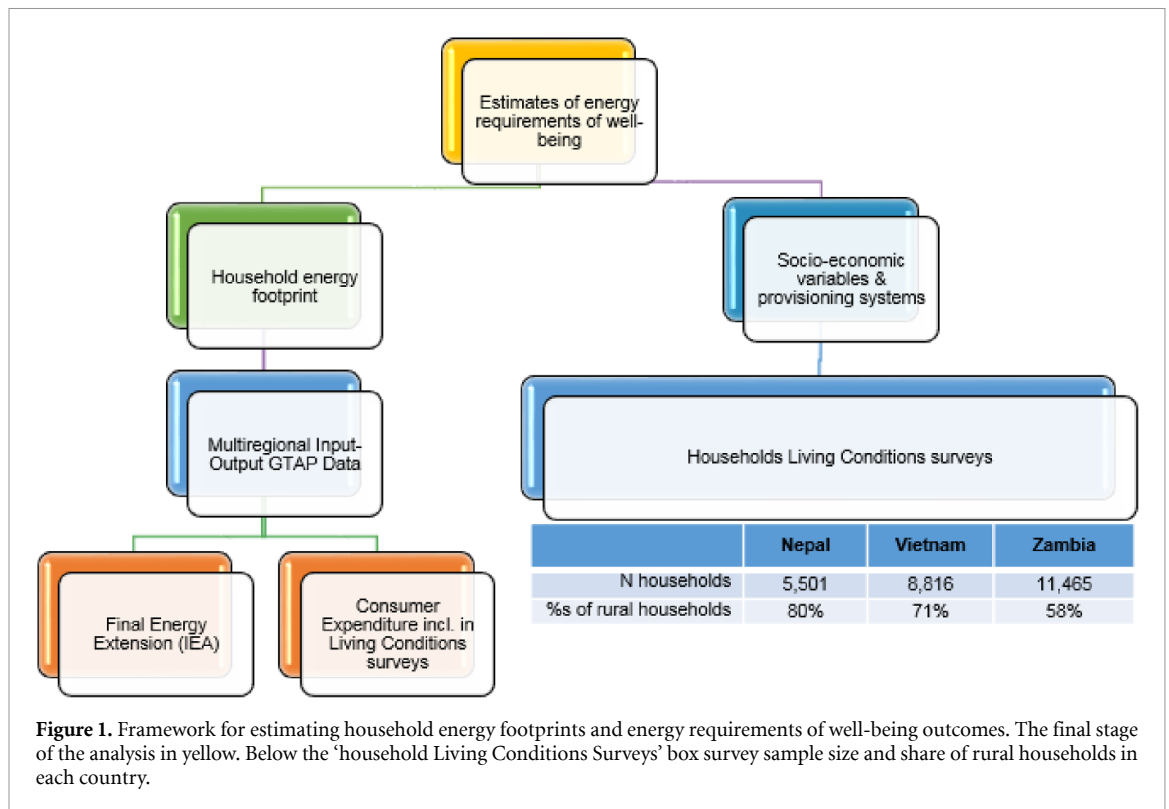 Estimates of energy
requirements of well-
being
Household energy
footprint
Socio-economic
variables &
provisioning systems
Multiregional Input-
Output GTAP Data
Households Living Conditions surveys
Final Energy
Extension (IEA)
Consumer
Expenditure incl. in
Living Conditions
surveys
Nepal Vietnam Zambia
N households 5,501 8,816 11,465
%s of rural households 80% 71% 58%
Figure 1. Framework for estimating household energy footprints and energy requirements of well-being outcomes. The final stage
of the analysis in yellow. Below the ‘household Living Conditions Surveys’ box survey sample size and share of rural households in
each country.